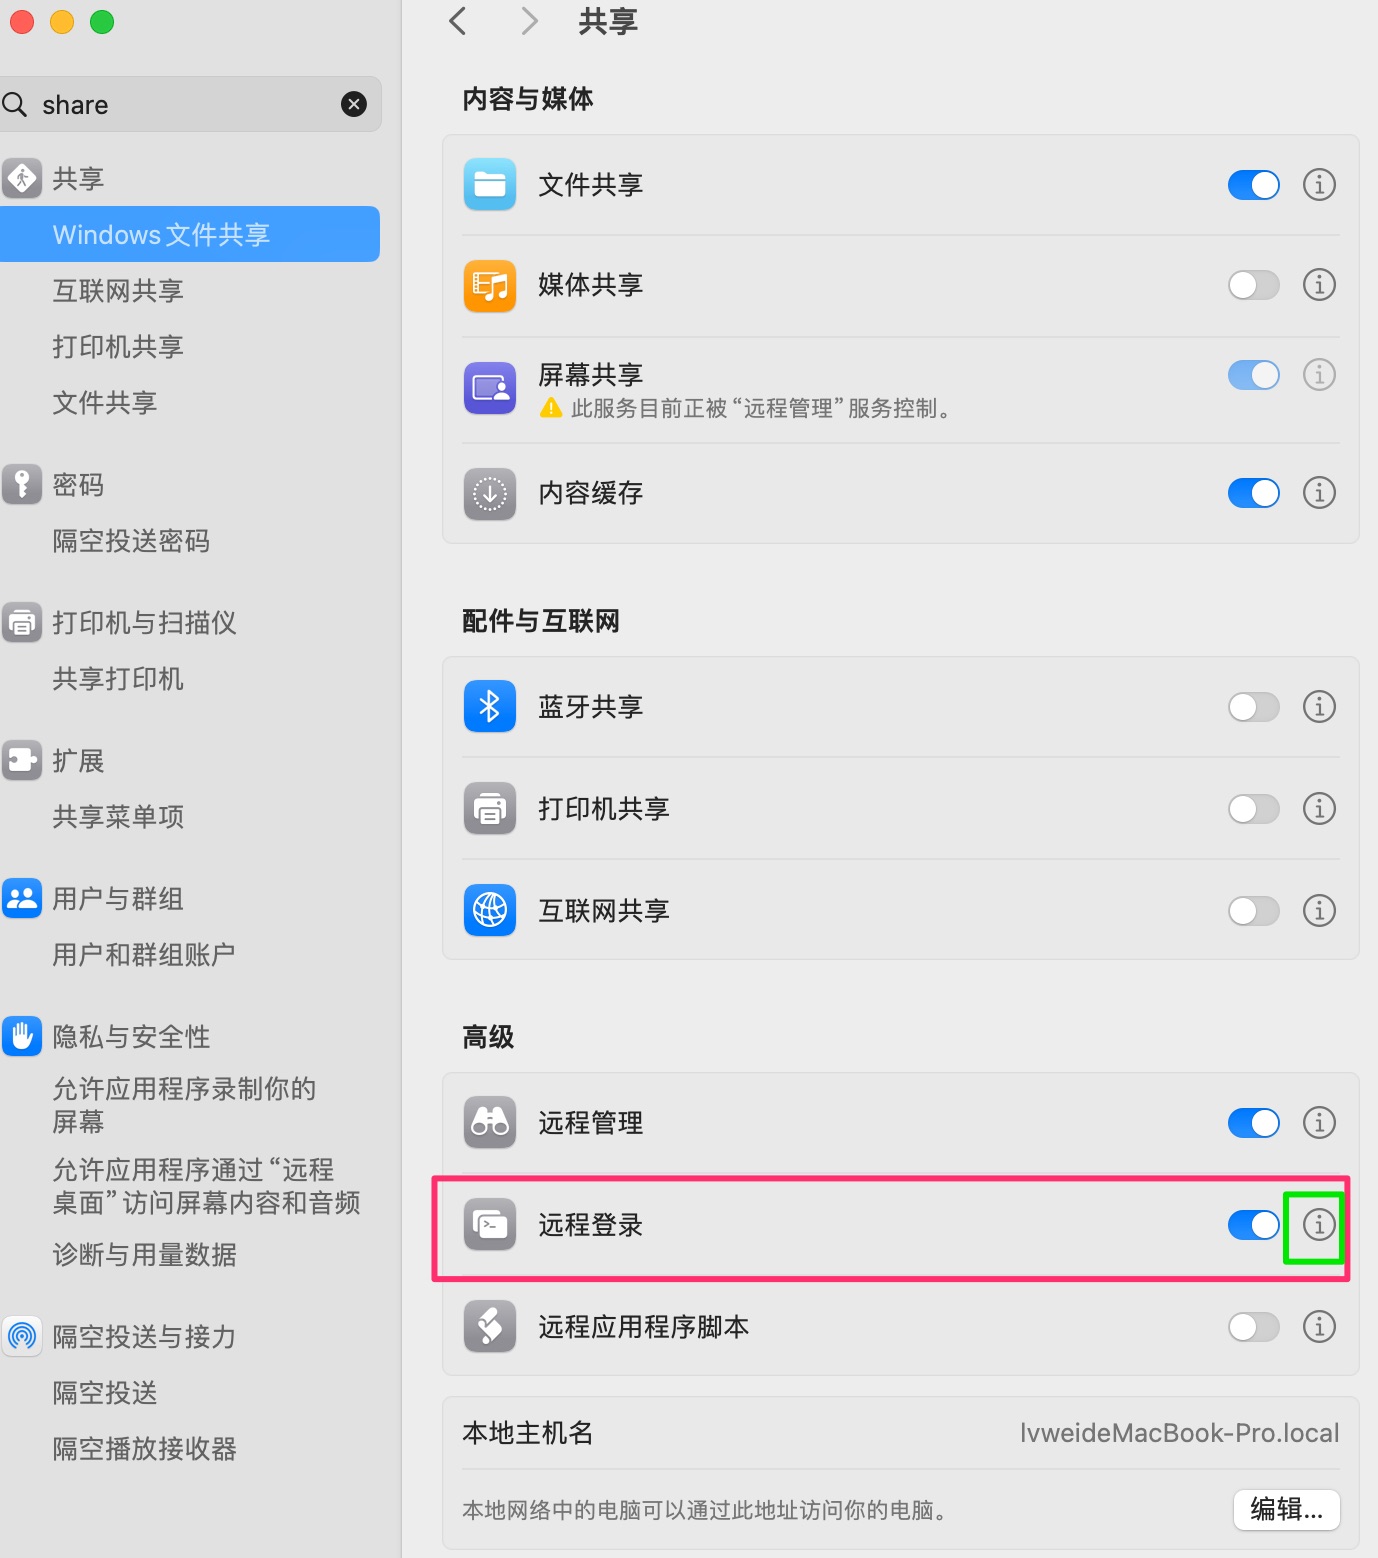 share
共享
Windows 文件共享
互联网共享
打印机共享
文件共享
密码
隔空投送密码
打印机与扫描仪
共享打印机
扩展
共享菜单项
用户与群组
用户和群组账户
隐私与安全性
允许应用程序录制你的
屏幕
允许应用程序通过“远程
桌面”访问屏幕内容和音频
诊断与用量数据
隔空投送与接力
隔空投送
隔空播放接收器
共享
内容与媒体
文件共享
媒体共享
屏幕共享
此服务目前正被“远程管理”服务控制。
内容缓存
配件与互联网
蓝牙共享
打印机共享
互联网共享
高级
远程管理
远程登录
远程应用程序脚本
本地主机名
lvweideMacBook-Pro.local
本地网络中的电脑可以通过此地址访问你的电脑。
编辑...